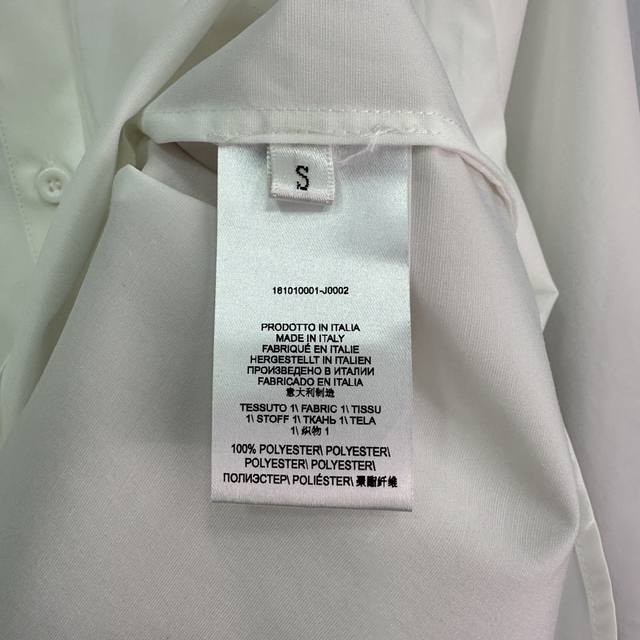 S
161010001-J0002
PRODOTTO IN ITALIA
MADE IN ITALY
FABRIQUÉ EN ITALIE
HERGESTELLT IN ITALIEN
ПРОИЗВЕДЕНО В ИТАЛИИ
FABRICADO EN ITALIA
意大利制造
TESSUTO 1\ FABRIC 1\ TISSU
1\ STOFF 1\ ТКАНЬ 1\ TELA
1\ 织物 1
100% POLYESTER\ POLYESTER\
POLYESTER\ POLYESTER\
ПОЛИЭСТЕР\ POLIÉSTER\ 聚酯纤维